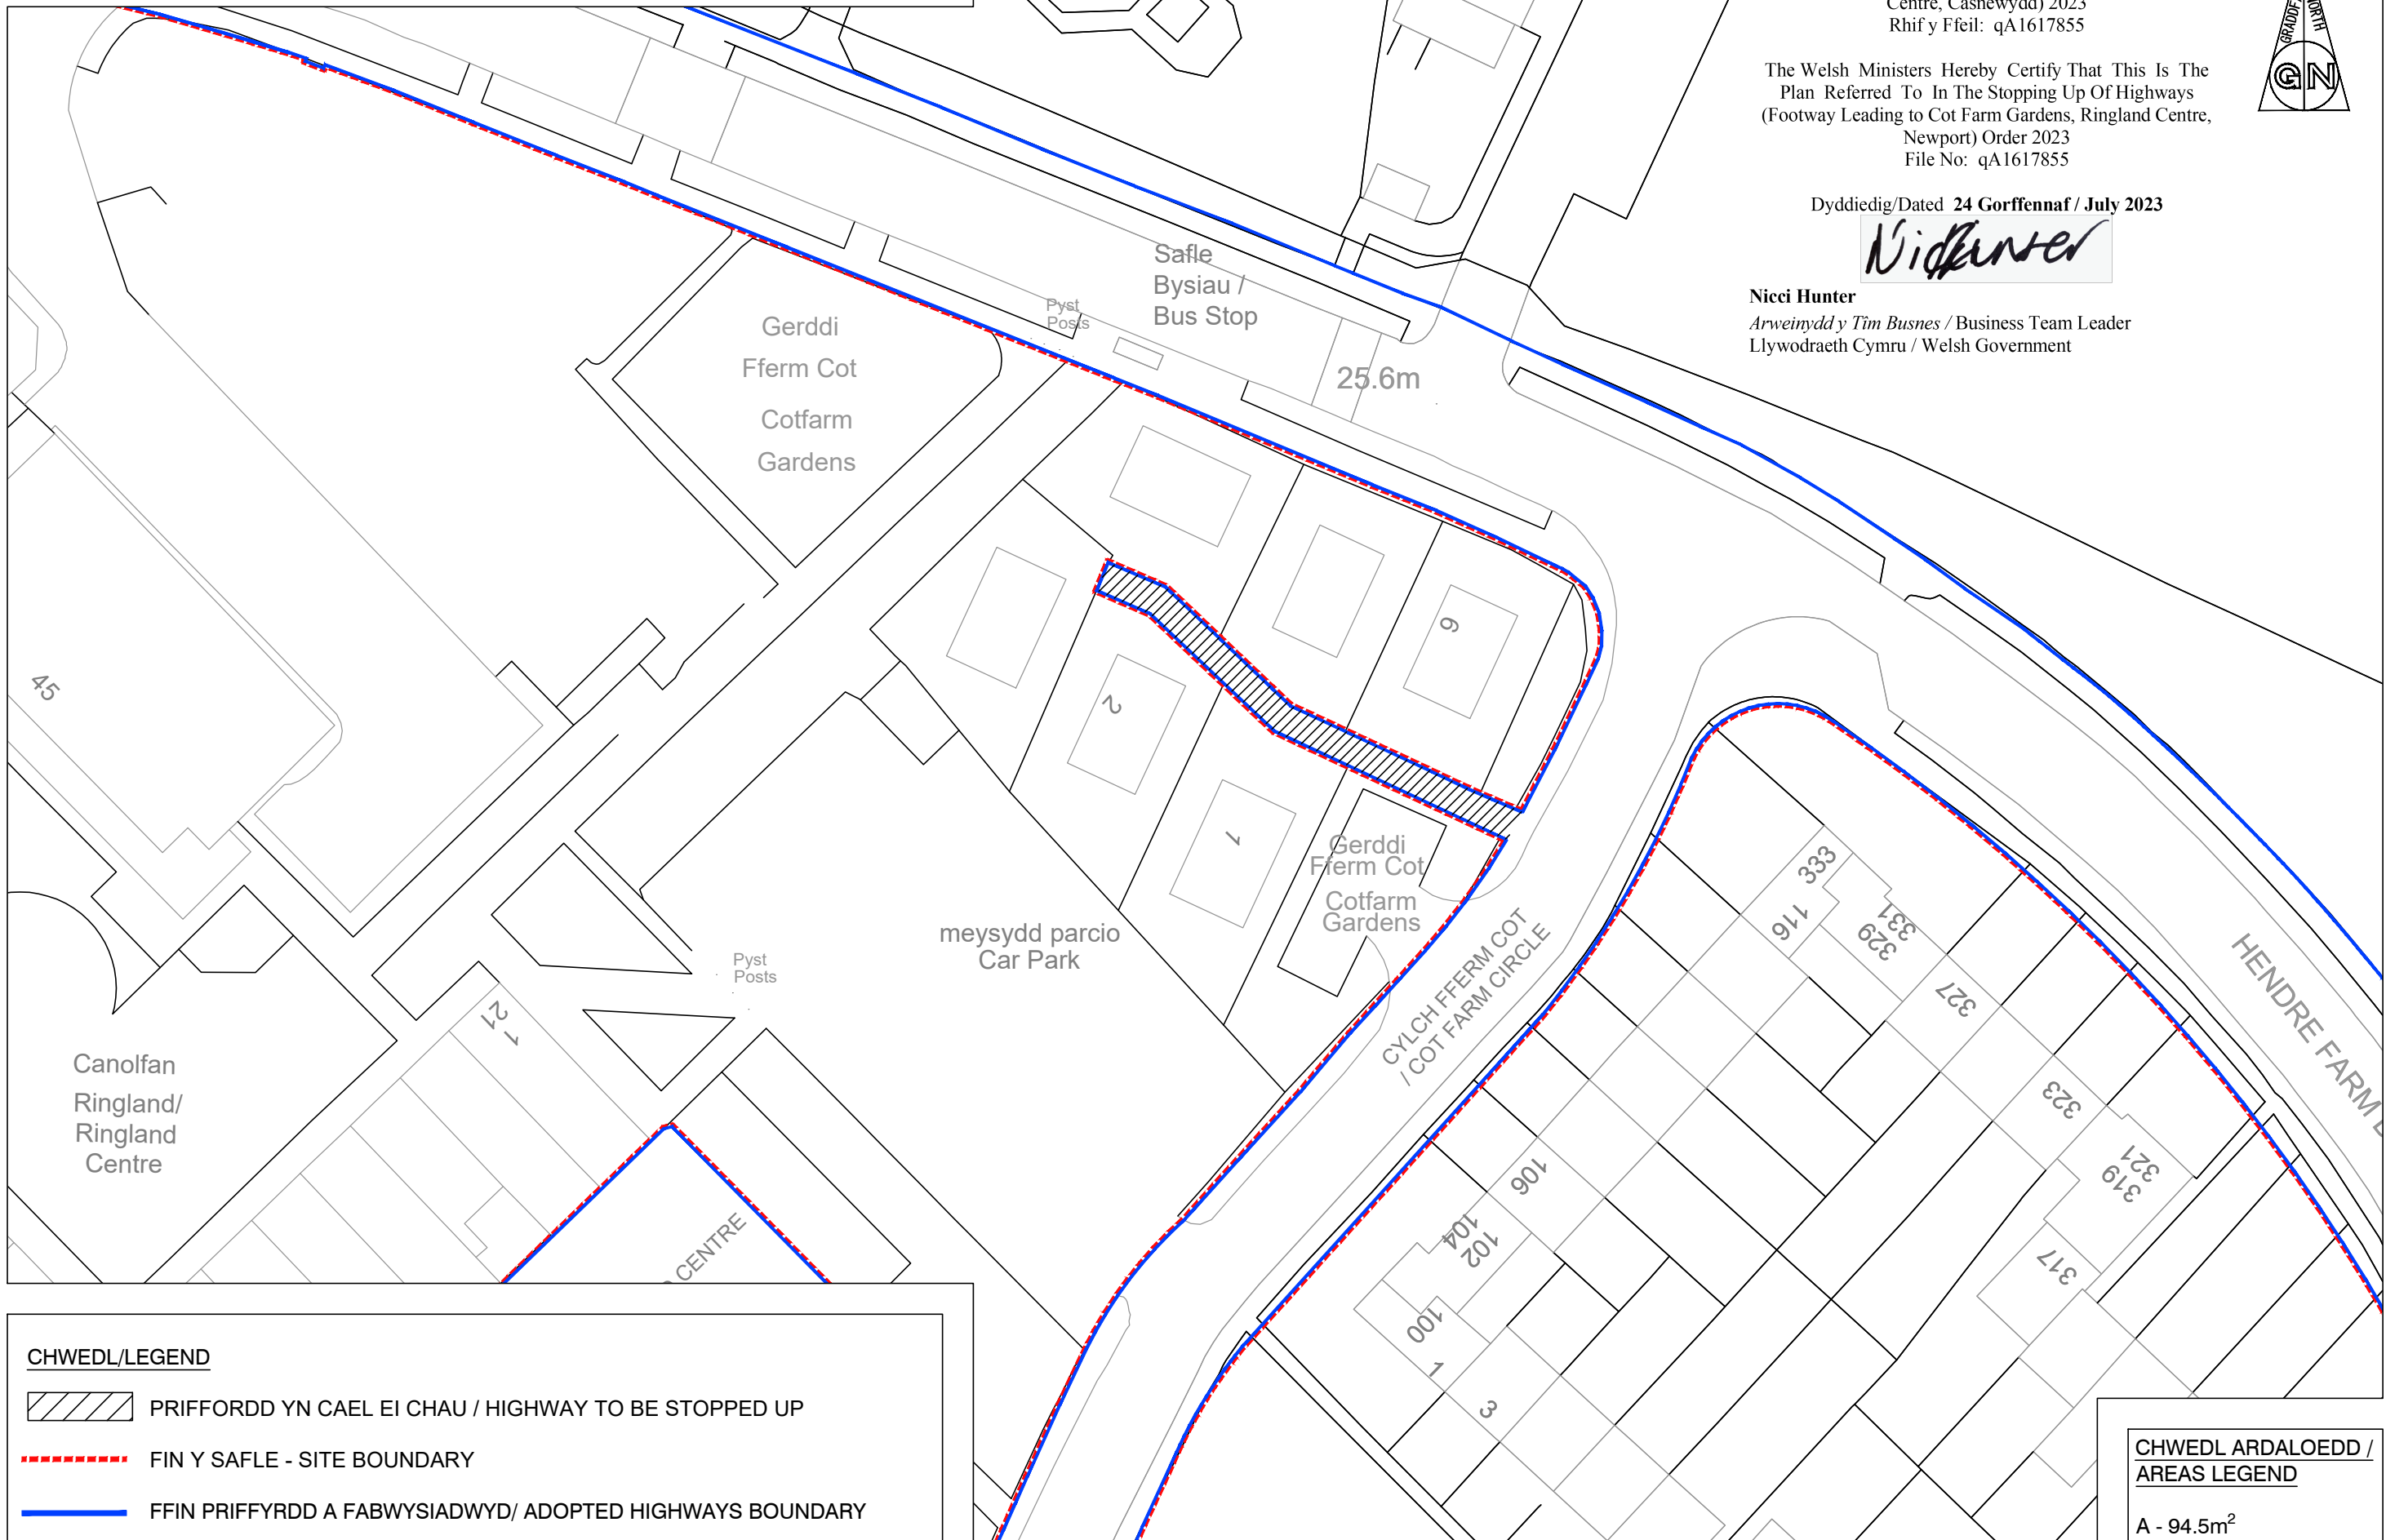 Centre, Casnewydd) 2023
Rhif y Ffeil: qA1617855
The Welsh Ministers Hereby Certify That This Is The
Plan Referred To In The Stopping Up Of Highways
(Footway Leading to Cot Farm Gardens, Ringland Centre,
Newport) Order 2023
File No: qA1617855
Dyddiedig/Dated 24 Gorffennaf / July 2023
Nicci Hunter
Arweinydd y Tîm Busnes / Business Team Leader
Llywodraeth Cymru / Welsh Government
GN
Safle
Bysiau /
Bus Stop
Pyst
Posts
25.6m
Gerddi
Fferm Cot
Cotfarm
Gardens
45
2
1
6
Gerddi
Fferm Cot
Cotfarm
Gardens
meysydd parcio
Car Park
Pyst
Posts
CYLCH FFERM COT
/ COT FARM CIRCLE
333
116
331
329
327
323
321
319
317
HENDRE FARM
106
104
102
100
1
3
21
1
Canolfan
Ringland/
Ringland
Centre
CENTRE
CHWEDL/LEGEND
PRIFFORDD YN CAEL EI CHAU / HIGHWAY TO BE STOPPED UP
FIN Y SAFLE - SITE BOUNDARY
FFIN PRIFFYRDD A FABWYSIADWYD/ ADOPTED HIGHWAYS BOUNDARY
CHWEDL ARDALOEDD /
AREAS LEGEND
A - 94.5m²